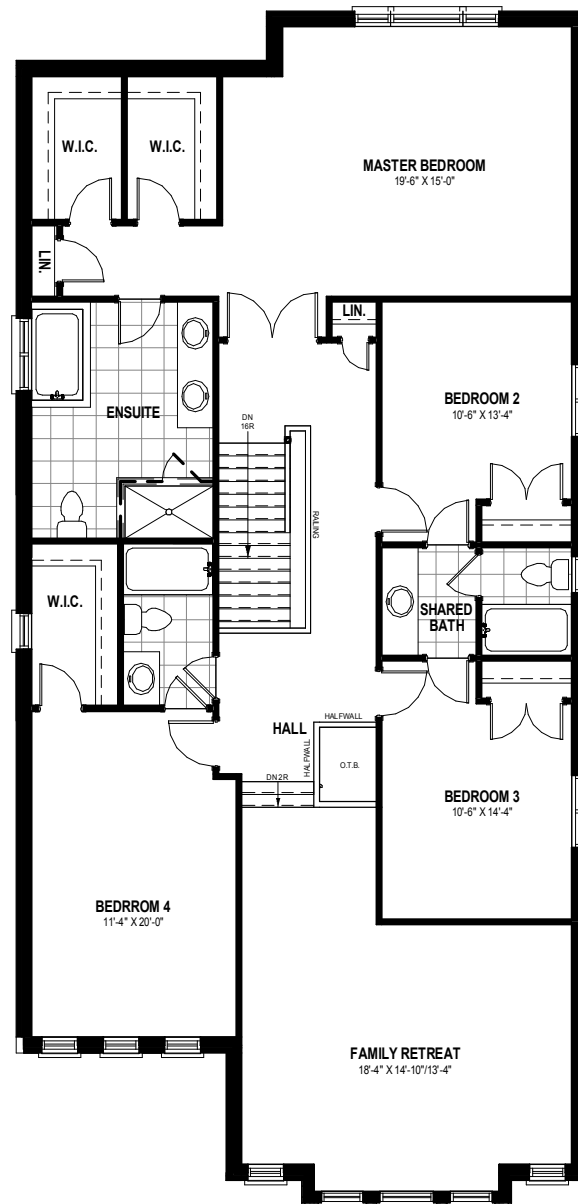 W.I.C.
W.I.C.
MASTER BEDROOM
19'-6" X 15'-0"
LIN.
LIN.
ENSUITE
DN
16R
BEDROOM 2
10'-6" X 13'-4"
RAILING
W.I.C.
SHARED
BATH
HALL
HALFWALL
HALFWALL
O.T.B.
DN2R
BEDROOM 3
10'-6" X 14'-4"
BEDRROM 4
11'-4" X 20'-0"
FAMILY RETREAT
18'-4" X 14'-10"/13'-4"